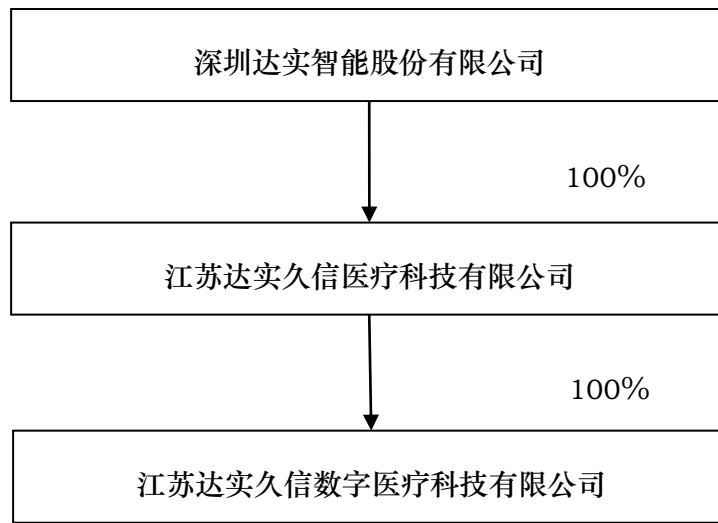 深圳达实智能股份有限公司
100%
江苏达实久信医疗科技有限公司
100%
江苏达实久信数字医疗科技有限公司